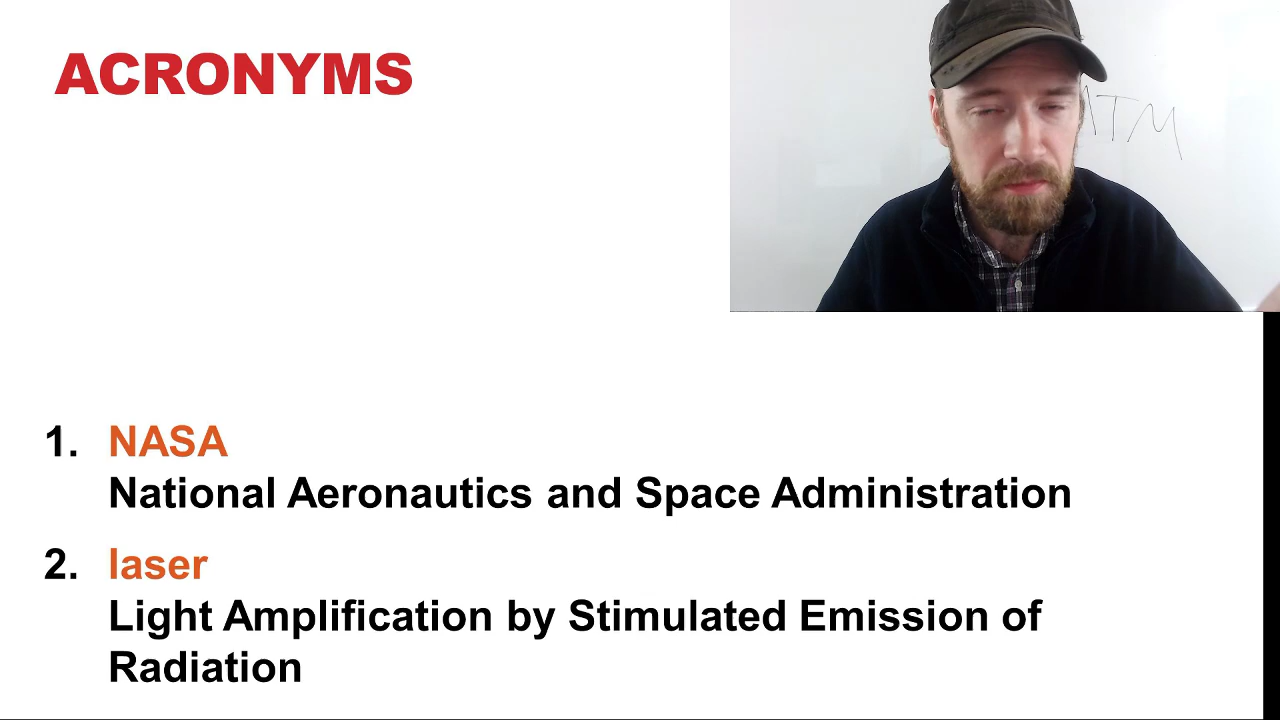 ACRONYMS
1. NASA
National Aeronautics and Space Administration
2. laser
Light Amplification by Stimulated Emission of
Radiation